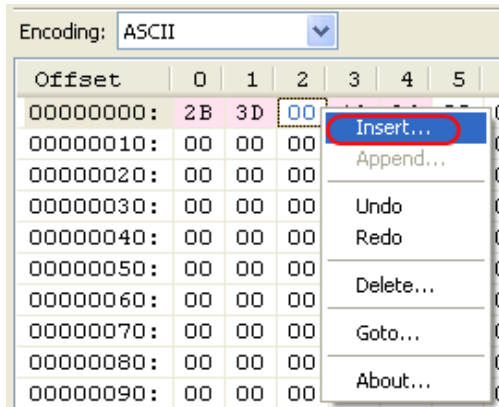 Encoding: ASCII
Offset 0 1 2 3 4 5
00000000: 2B 3D 00
00000010: 00 00 00
00000020: 00 00 00
00000030: 00 00 00
00000040: 00 00 00
00000050: 00 00 00
00000060: 00 00 00
00000070: 00 00 00
00000080: 00 00 00
00000090: 00 00 00
Insert...
Append...
Undo
Redo
Delete...
Goto...
About...